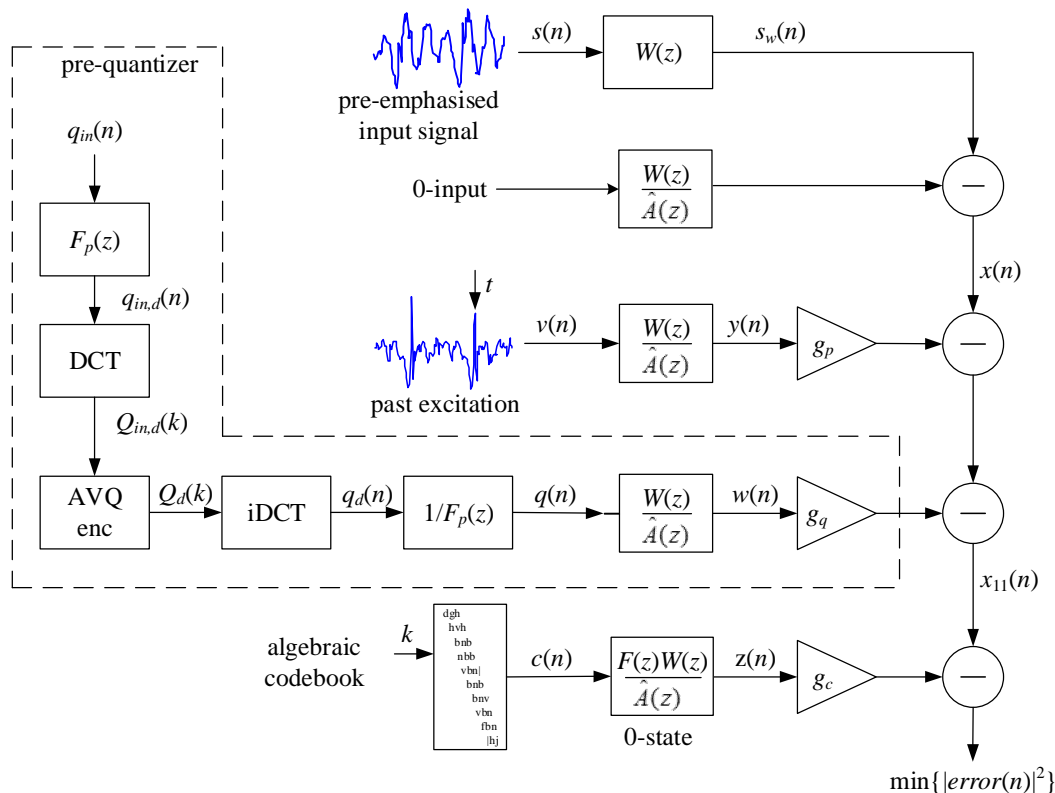 s(n)
W(z)
s_w(n)
pre-emphasised
input signal
pre-quantizer
q_in(n)
F_p(z)
q_in,d(n)
DCT
Q_in,d(k)
AVQ
enc
Q_d(k)
iDCT
q_d(n)
1/F_p(z)
q(n)
W(z)
Â(z)
w(n)
g_q
0-input
W(z)
Â(z)
x(n)
t
past excitation
v(n)
W(z)
Â(z)
y(n)
g_p
x_11(n)
algebraic
codebook
k
dgh
hvh
bnb
nbb
vbn|
bnb
bnv
vbn
fbn
|hj
c(n)
F(z)W(z)
Â(z)
0-state
z(n)
g_c
min{|error(n)|²}